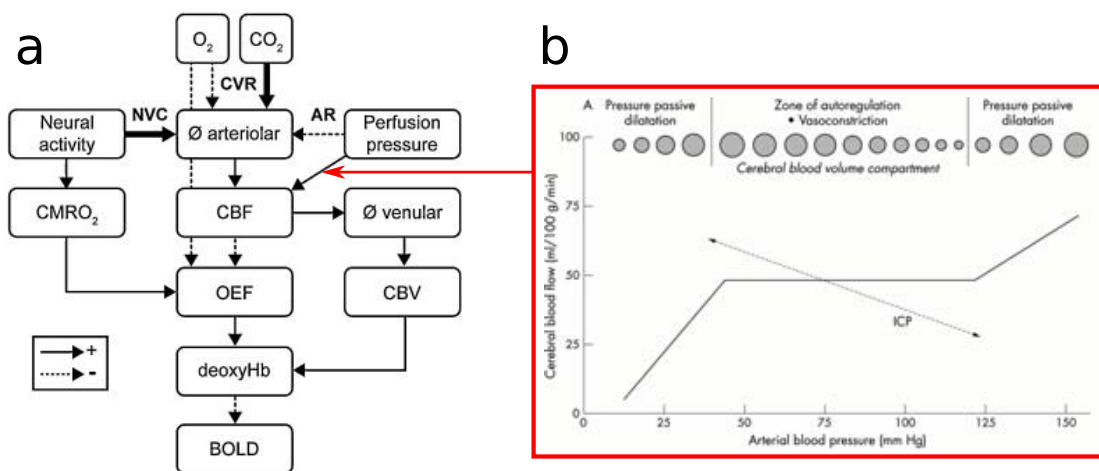 a
O₂
CO₂
CVR
NVC
AR
Neural
activity
Ø arteriolar
Perfusion
pressure
CMRO₂
CBF
Ø venular
OEF
CBV
+
-
deoxyHb
BOLD
b
A
Pressure passive
dilatation
Zone of autoregulation
• Vasoconstriction
Pressure passive
dilatation
Cerebral blood volume compartment
Cerebral blood flow (ml/100 g/min)
100
75
50
25
0
ICP
25
50
75
100
125
150
Arterial blood pressure (mm Hg)